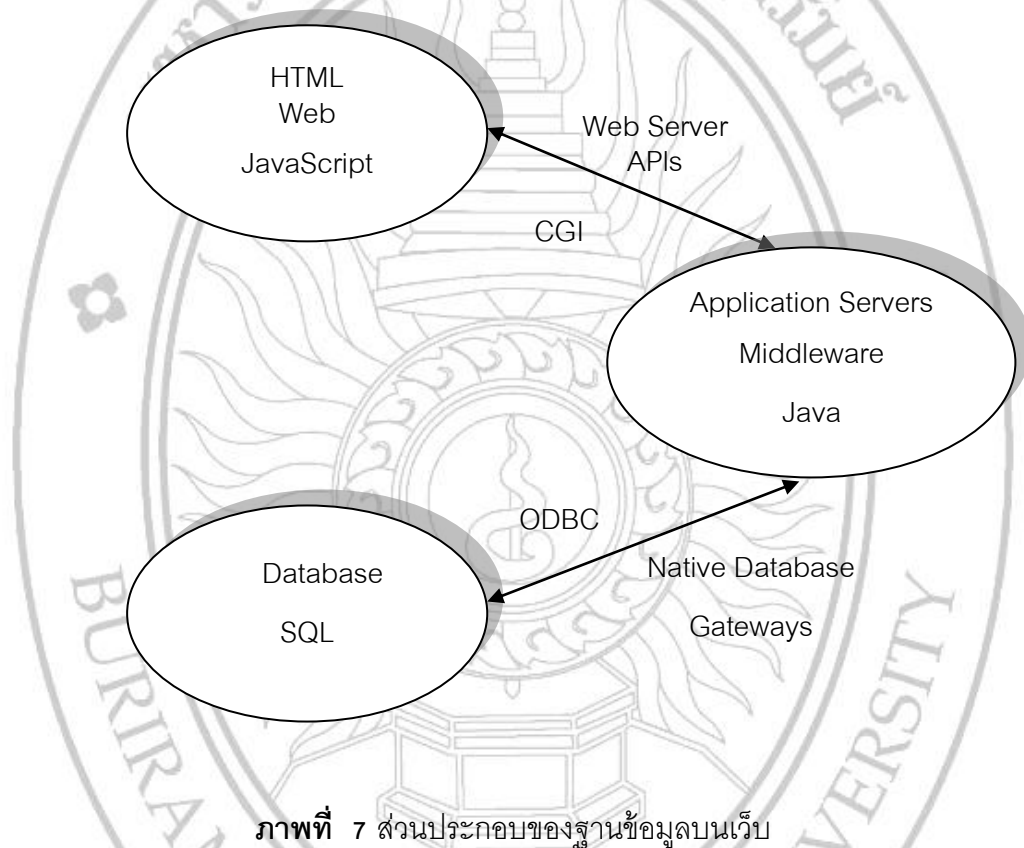 HTML
Web
JavaScript
Web Server
APIs
CGI
Application Servers
Middleware
Java
ODBC
Database
SQL
Native Database
Gateways
ภาพที่ 7 ส่วนประกอบของฐานข้อมูลบนเว็บ